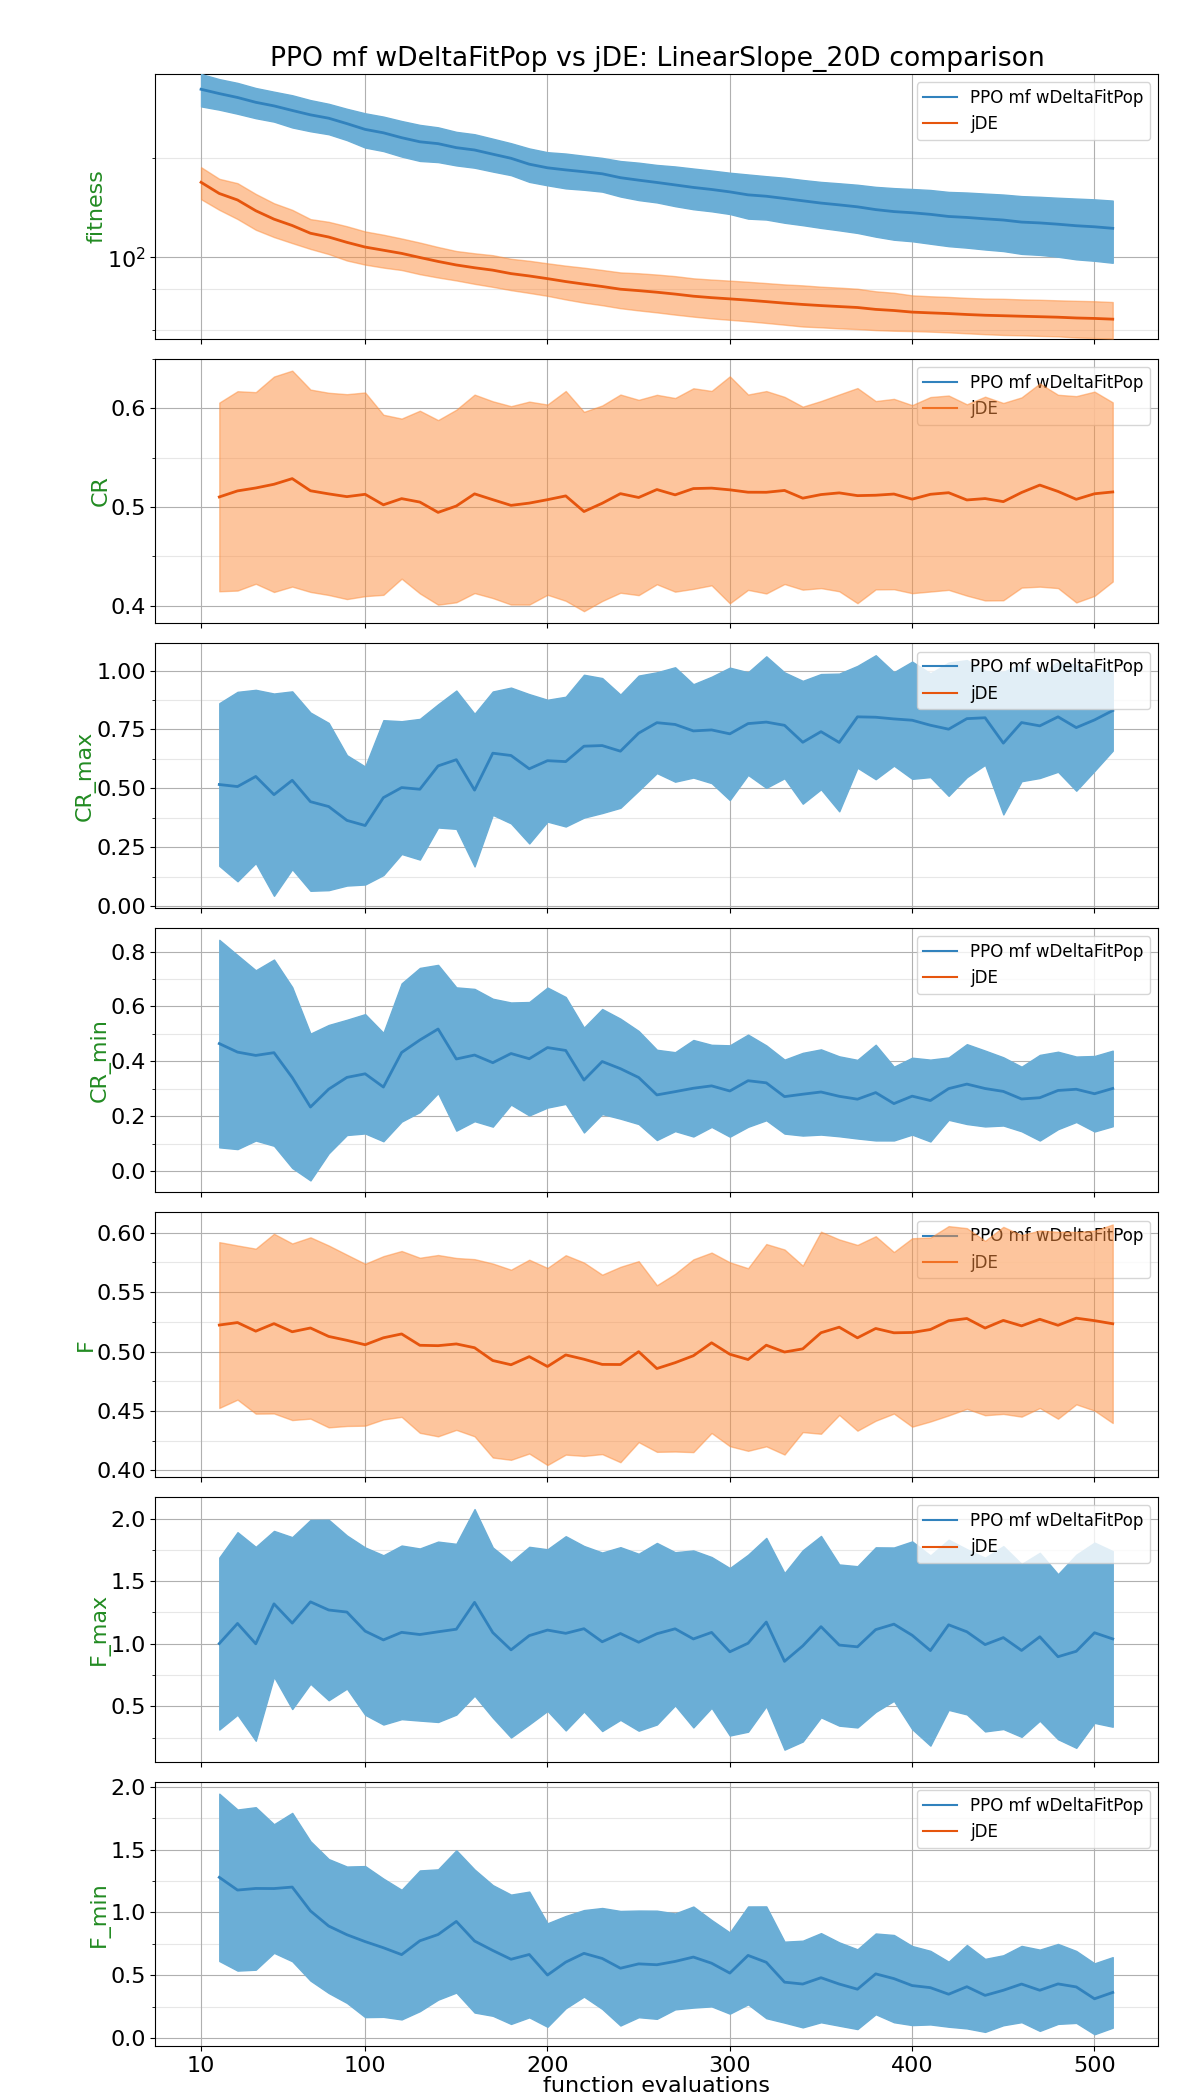 PPO mf wDeltaFitPop vs jDE: LinearSlope_20D comparison
fitness
10²
PPO mf wDeltaFitPop
jDE
CR
0.6
0.5
0.4
PPO mf wDeltaFitPop
jDE
CR_max
1.00
0.75
0.50
0.25
0.00
PPO mf wDeltaFitPop
jDE
CR_min
0.8
0.6
0.4
0.2
0.0
PPO mf wDeltaFitPop
jDE
F
0.60
0.55
0.50
0.45
0.40
PPO mf wDeltaFitPop
jDE
F_max
2.0
1.5
1.0
0.5
PPO mf wDeltaFitPop
jDE
F_min
2.0
1.5
1.0
0.5
0.0
PPO mf wDeltaFitPop
jDE
10 100 200 300 400 500
function evaluations